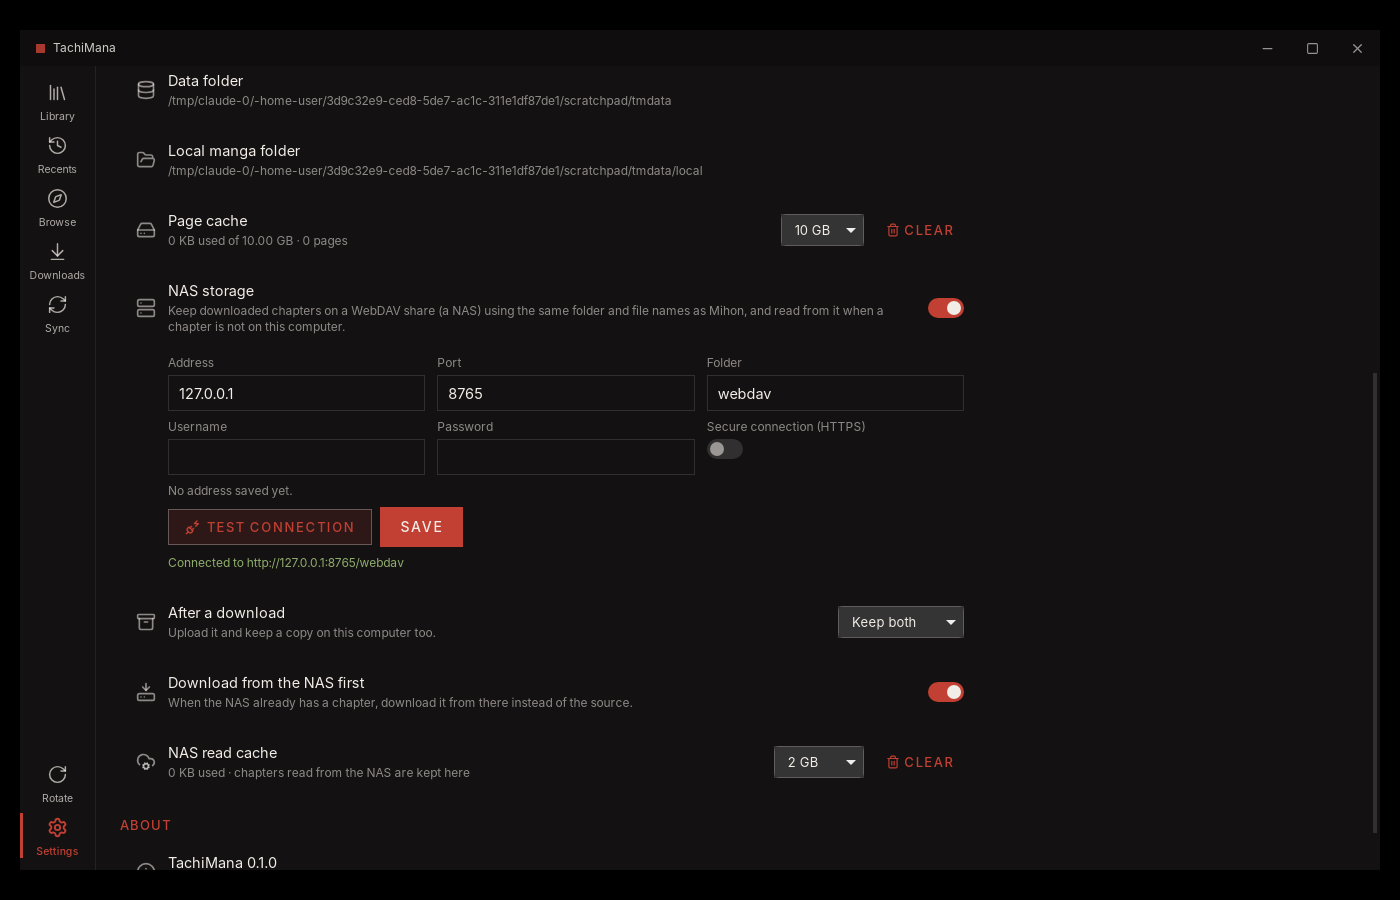 TachiMana
Library
Recents
Browse
Downloads
Sync
Rotate
Settings
Data folder
/tmp/claude-0/-home-user/3d9c32e9-ced8-5de7-ac1c-311e1df87de1/scratchpad/tmdata
Local manga folder
/tmp/claude-0/-home-user/3d9c32e9-ced8-5de7-ac1c-311e1df87de1/scratchpad/tmdata/local
Page cache
0 KB used of 10.00 GB · 0 pages
10 GB
CLEAR
NAS storage
Keep downloaded chapters on a WebDAV share (a NAS) using the same folder and file names as Mihon, and read from it when a
chapter is not on this computer.
Address Port Folder
127.0.0.1 8765 webdav
Username Password Secure connection (HTTPS)
No address saved yet.
TEST CONNECTION SAVE
Connected to http://127.0.0.1:8765/webdav
After a download
Upload it and keep a copy on this computer too.
Keep both
Download from the NAS first
When the NAS already has a chapter, download it from there instead of the source.
NAS read cache
0 KB used · chapters read from the NAS are kept here
2 GB
CLEAR
ABOUT
TachiMana 0.1.0